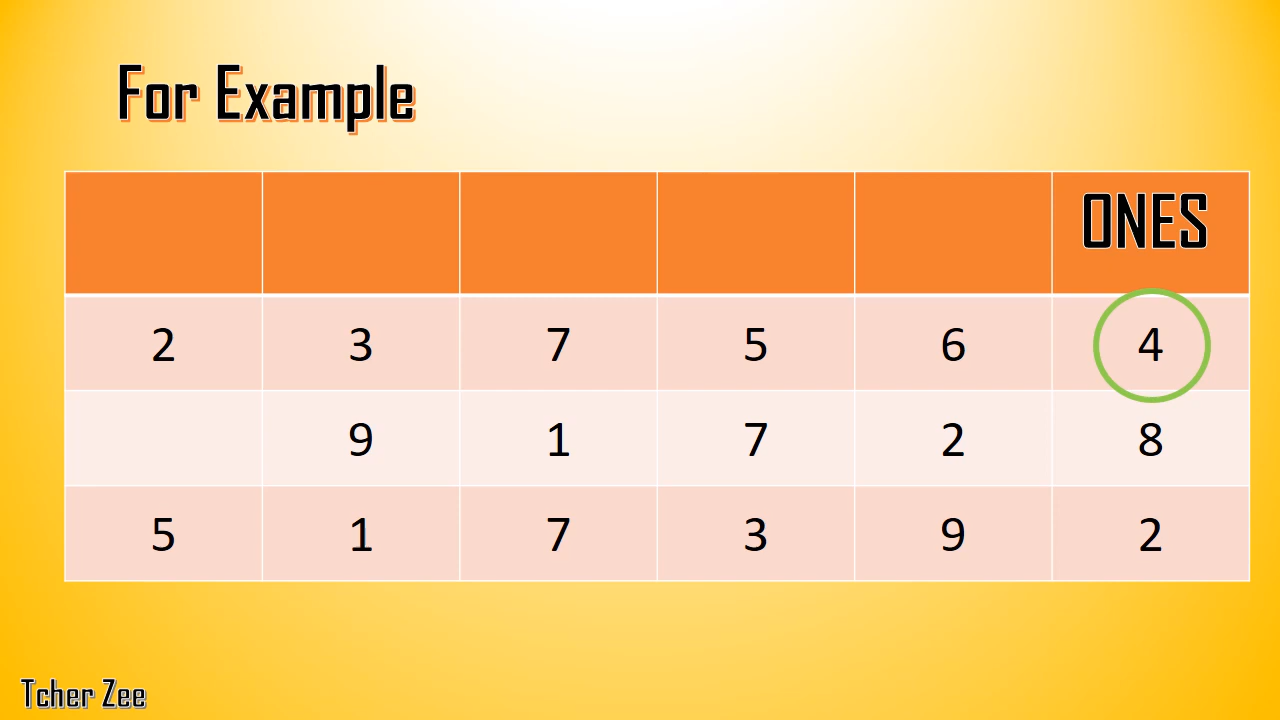 For Example
ONES
2 3 7 5 6 4
9 1 7 2 8
5 1 7 3 9 2
Tcher Zee